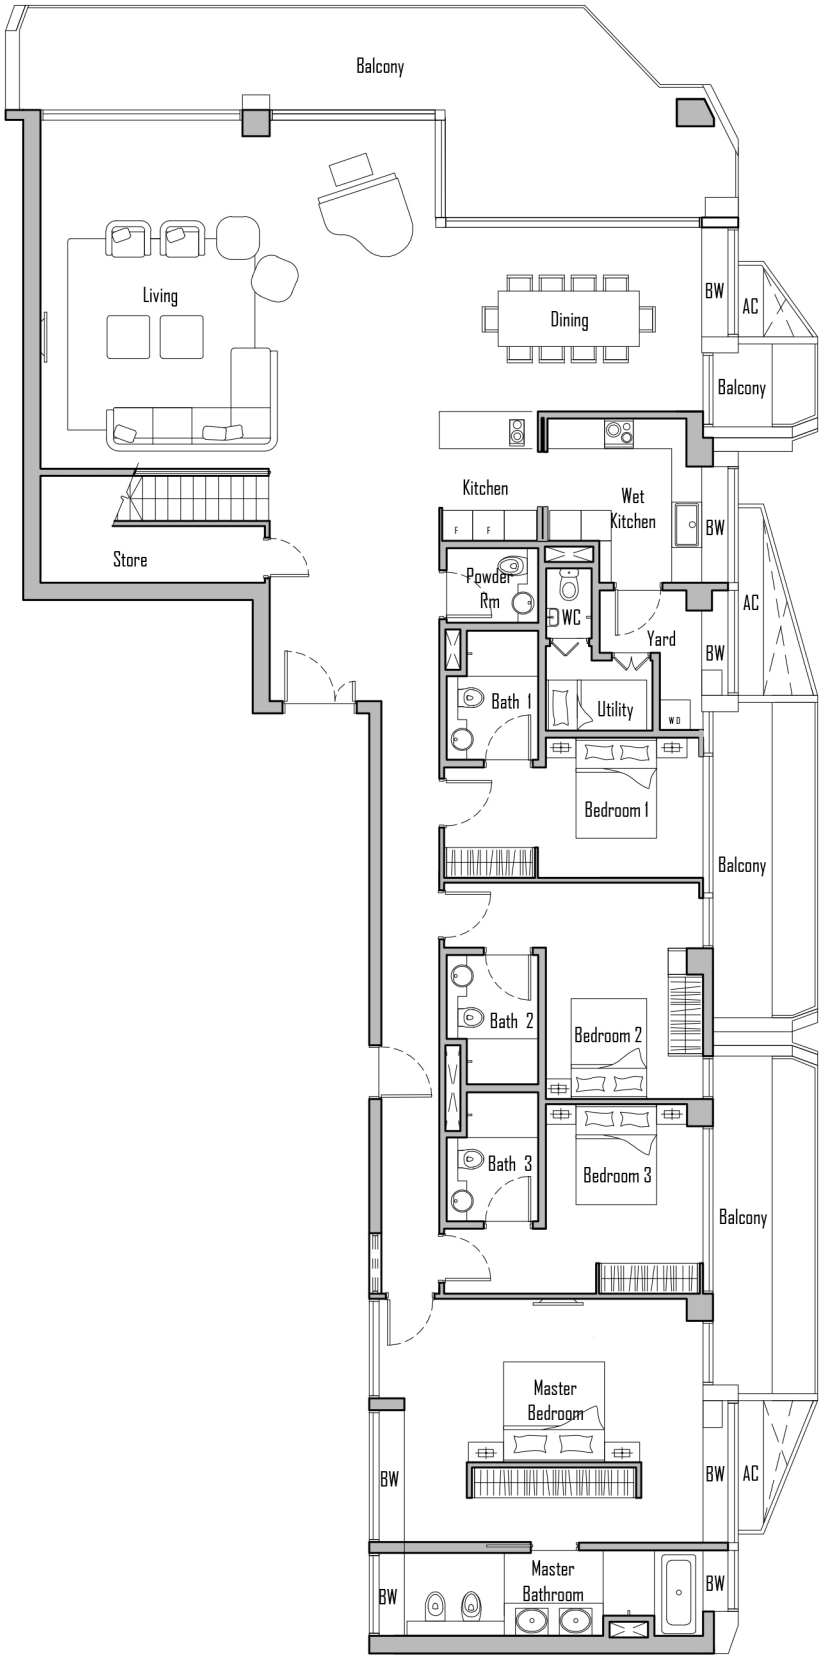 Balcony
Living
BW
AC
Dining
Balcony
Kitchen
Wet
Kitchen
F F
BW
Store
Powder
Rm
WC
AC
Yard
BW
Bath 1
Utility
W D
Bedroom 1
Balcony
Bath 2
Bedroom 2
Bath 3
Bedroom 3
Balcony
Master
Bedroom
BW
BW
AC
Master
Bathroom
BW
BW